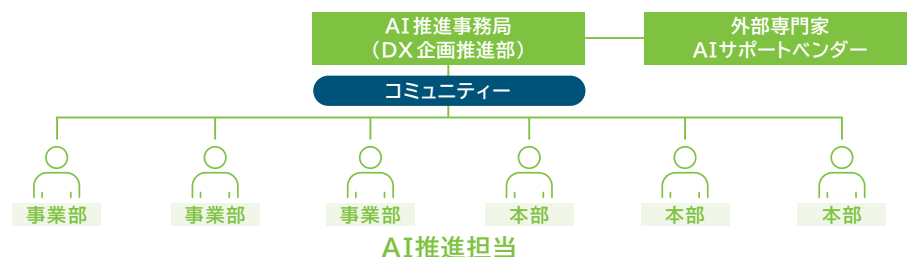 AI推進事務局
（DX企画推進部）
外部専門家
AIサポートベンダー
コミュニティー
事業部
事業部
事業部
本部
本部
本部
AI推進担当